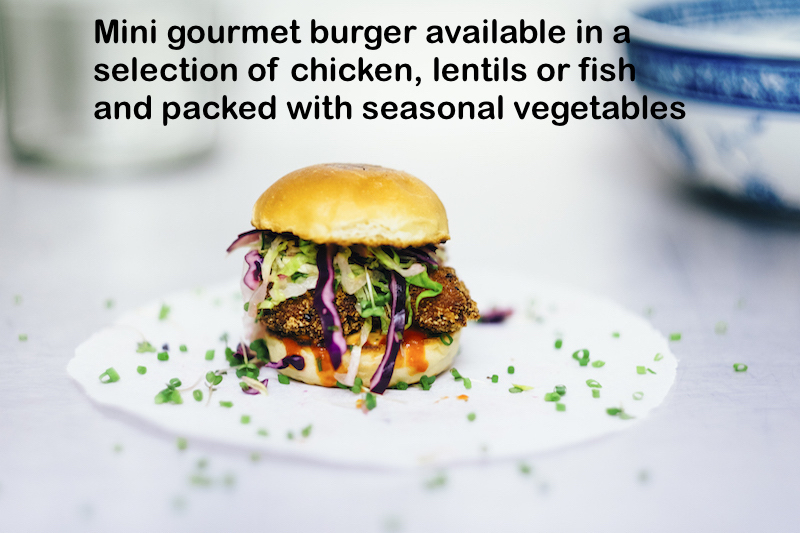 Mini gourmet burger available in a
selection of chicken, lentils or fish
and packed with seasonal vegetables